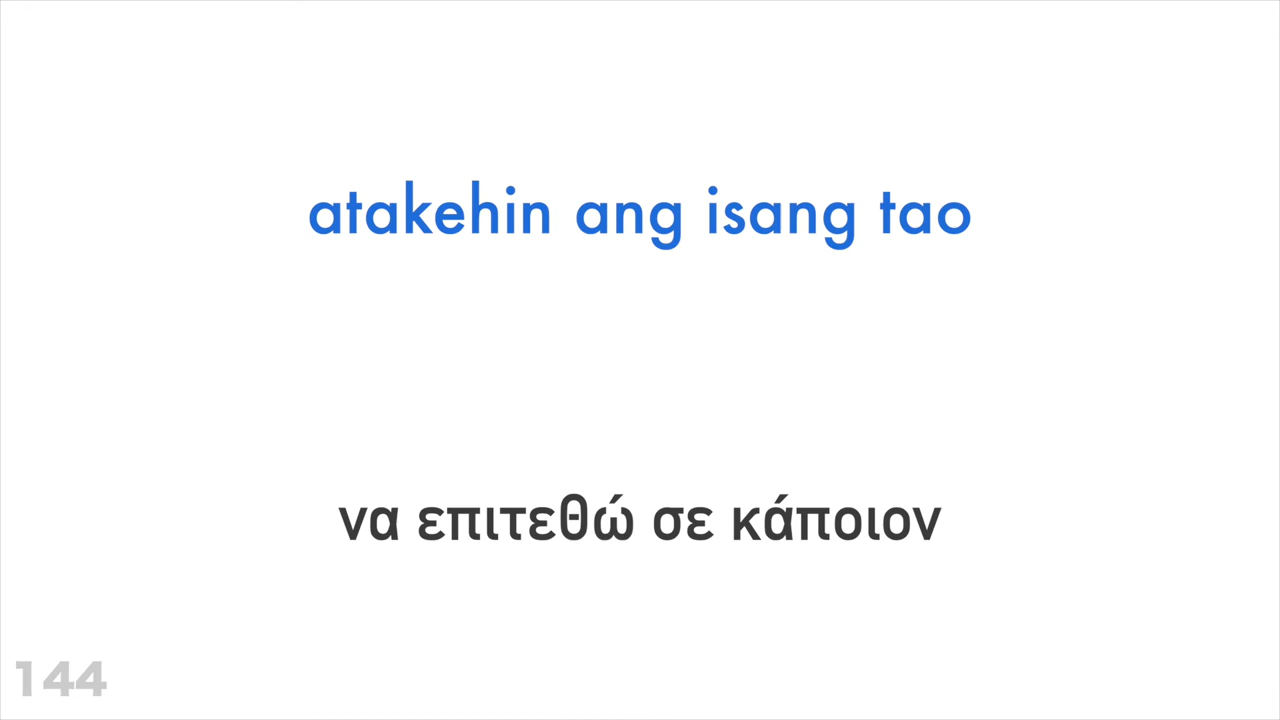 atakehin ang isang tao
να επιτεθώ σε κάποιον
144